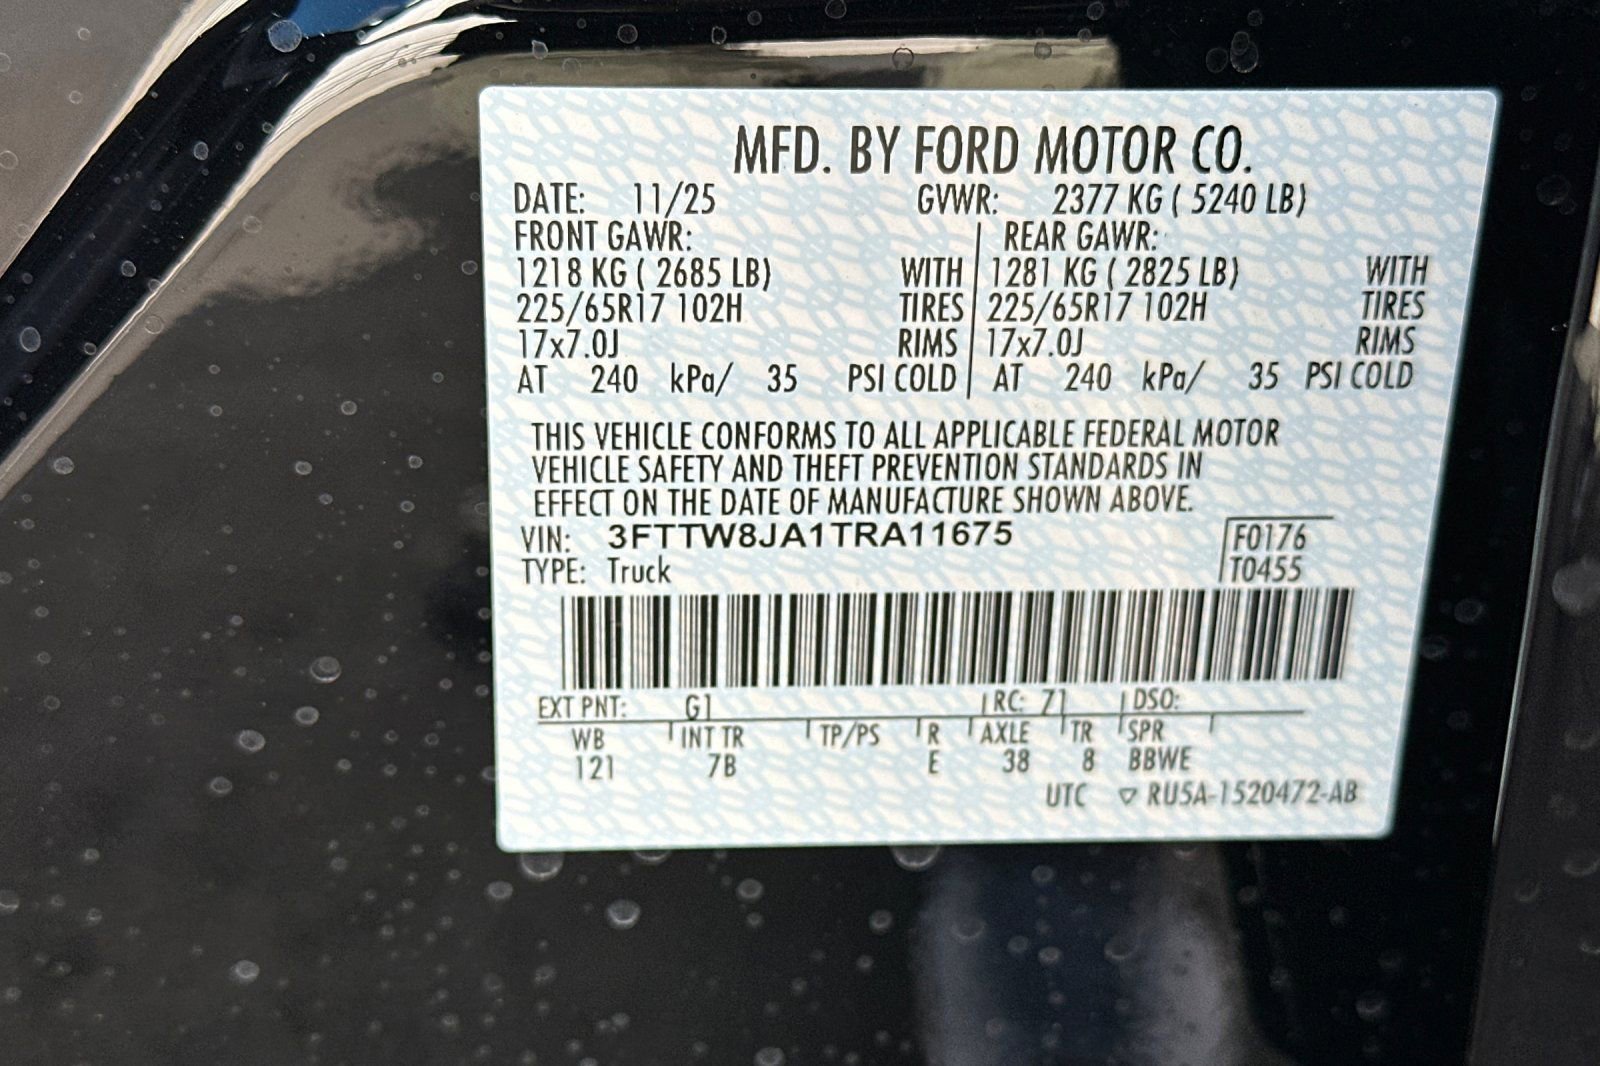 MFD. BY FORD MOTOR CO.
DATE: 11/25 GVWR: 2377 KG ( 5240 LB)
FRONT GAWR: REAR GAWR:
1218 KG ( 2685 LB) WITH 1281 KG ( 2825 LB) WITH
225/65R17 102H TIRES 225/65R17 102H TIRES
17x7.0J RIMS 17x7.0J RIMS
AT 240 kPa/ 35 PSI COLD AT 240 kPa/ 35 PSI COLD
THIS VEHICLE CONFORMS TO ALL APPLICABLE FEDERAL MOTOR
VEHICLE SAFETY AND THEFT PREVENTION STANDARDS IN
EFFECT ON THE DATE OF MANUFACTURE SHOWN ABOVE.
VIN: 3FTTW8JA1TRA11675 F0176
TYPE: Truck T0455
EXT PNT: G1 RC: 71 DSO:
WB INT TR TP/PS R AXLE TR SPR
121 7B E 38 8 BBWE
UTC ▽ RU5A-1520472-AB